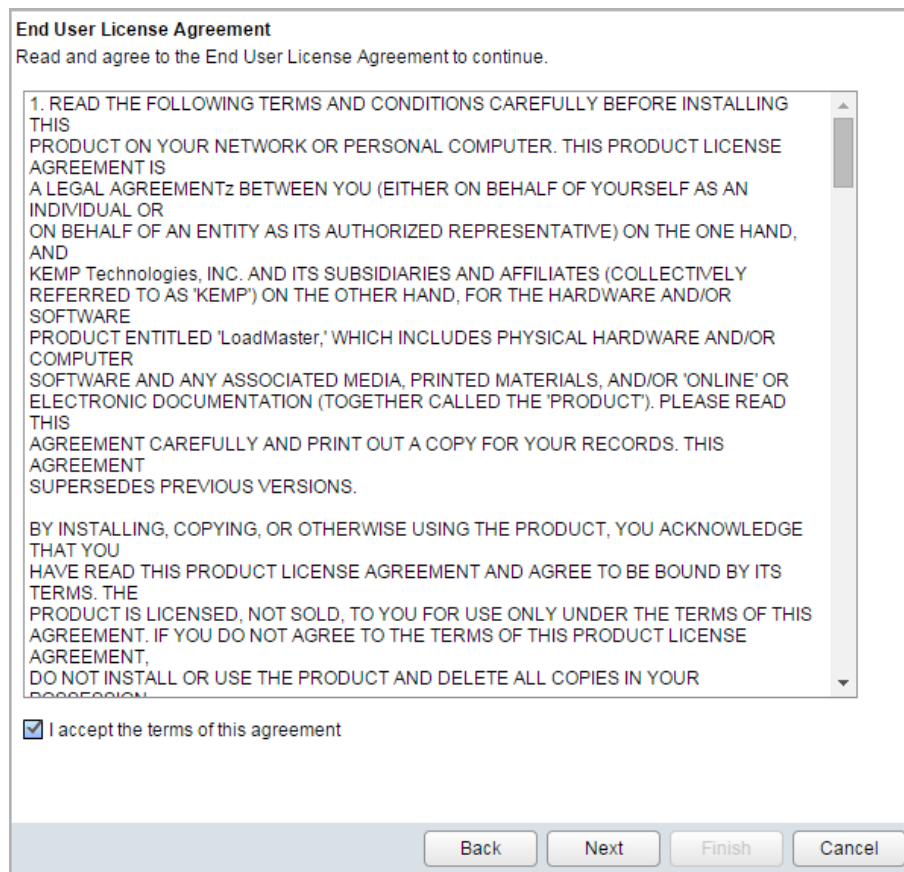 End User License Agreement
Read and agree to the End User License Agreement to continue.
1. READ THE FOLLOWING TERMS AND CONDITIONS CAREFULLY BEFORE INSTALLING
THIS
PRODUCT ON YOUR NETWORK OR PERSONAL COMPUTER. THIS PRODUCT LICENSE
AGREEMENT IS
A LEGAL AGREEMENTz BETWEEN YOU (EITHER ON BEHALF OF YOURSELF AS AN
INDIVIDUAL OR
ON BEHALF OF AN ENTITY AS ITS AUTHORIZED REPRESENTATIVE) ON THE ONE HAND,
AND
KEMP Technologies, INC. AND ITS SUBSIDIARIES AND AFFILIATES (COLLECTIVELY
REFERRED TO AS 'KEMP') ON THE OTHER HAND, FOR THE HARDWARE AND/OR
SOFTWARE
PRODUCT ENTITLED 'LoadMaster,' WHICH INCLUDES PHYSICAL HARDWARE AND/OR
COMPUTER
SOFTWARE AND ANY ASSOCIATED MEDIA, PRINTED MATERIALS, AND/OR 'ONLINE' OR
ELECTRONIC DOCUMENTATION (TOGETHER CALLED THE 'PRODUCT'). PLEASE READ
THIS
AGREEMENT CAREFULLY AND PRINT OUT A COPY FOR YOUR RECORDS. THIS
AGREEMENT
SUPERSEDES PREVIOUS VERSIONS.
BY INSTALLING, COPYING, OR OTHERWISE USING THE PRODUCT, YOU ACKNOWLEDGE
THAT YOU
HAVE READ THIS PRODUCT LICENSE AGREEMENT AND AGREE TO BE BOUND BY ITS
TERMS. THE
PRODUCT IS LICENSED, NOT SOLD, TO YOU FOR USE ONLY UNDER THE TERMS OF THIS
AGREEMENT. IF YOU DO NOT AGREE TO THE TERMS OF THIS PRODUCT LICENSE
AGREEMENT,
DO NOT INSTALL OR USE THE PRODUCT AND DELETE ALL COPIES IN YOUR
I accept the terms of this agreement
Back Next Finish Cancel